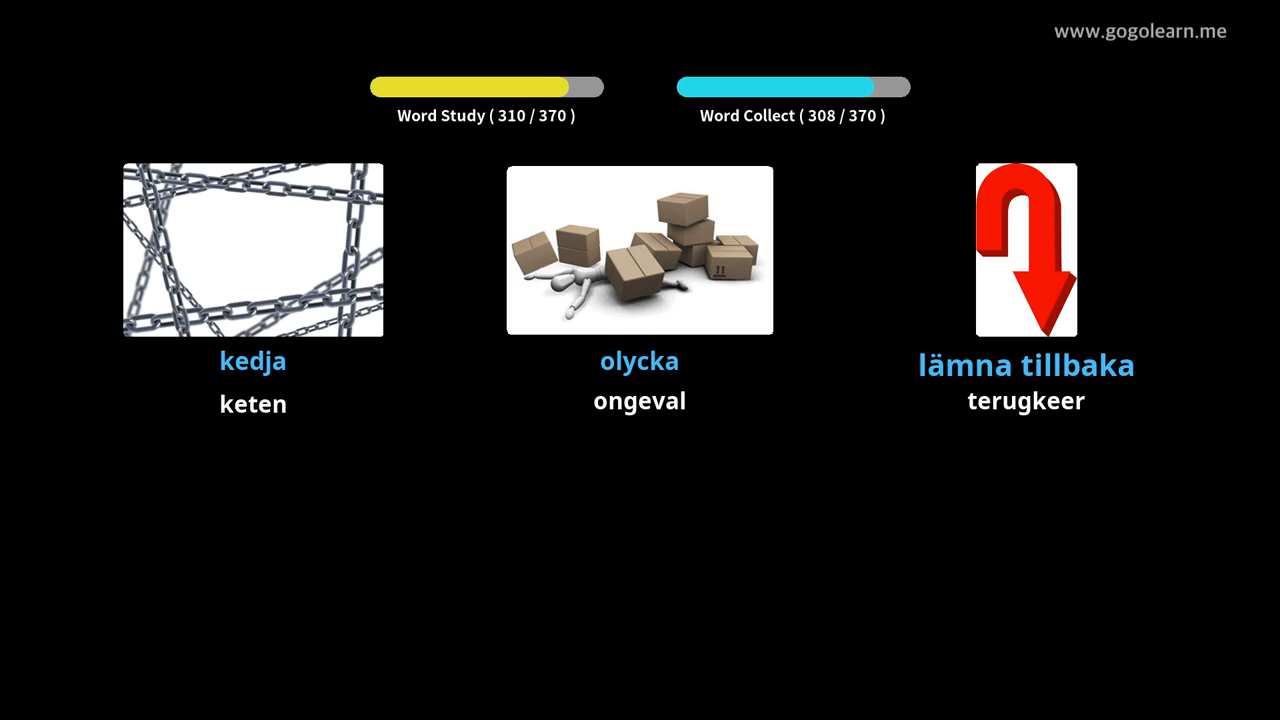 www.gogolearn.me
Word Study ( 310 / 370 )
Word Collect ( 308 / 370 )
kedja
olycka
lämna tillbaka
keten
ongeval
terugkeer